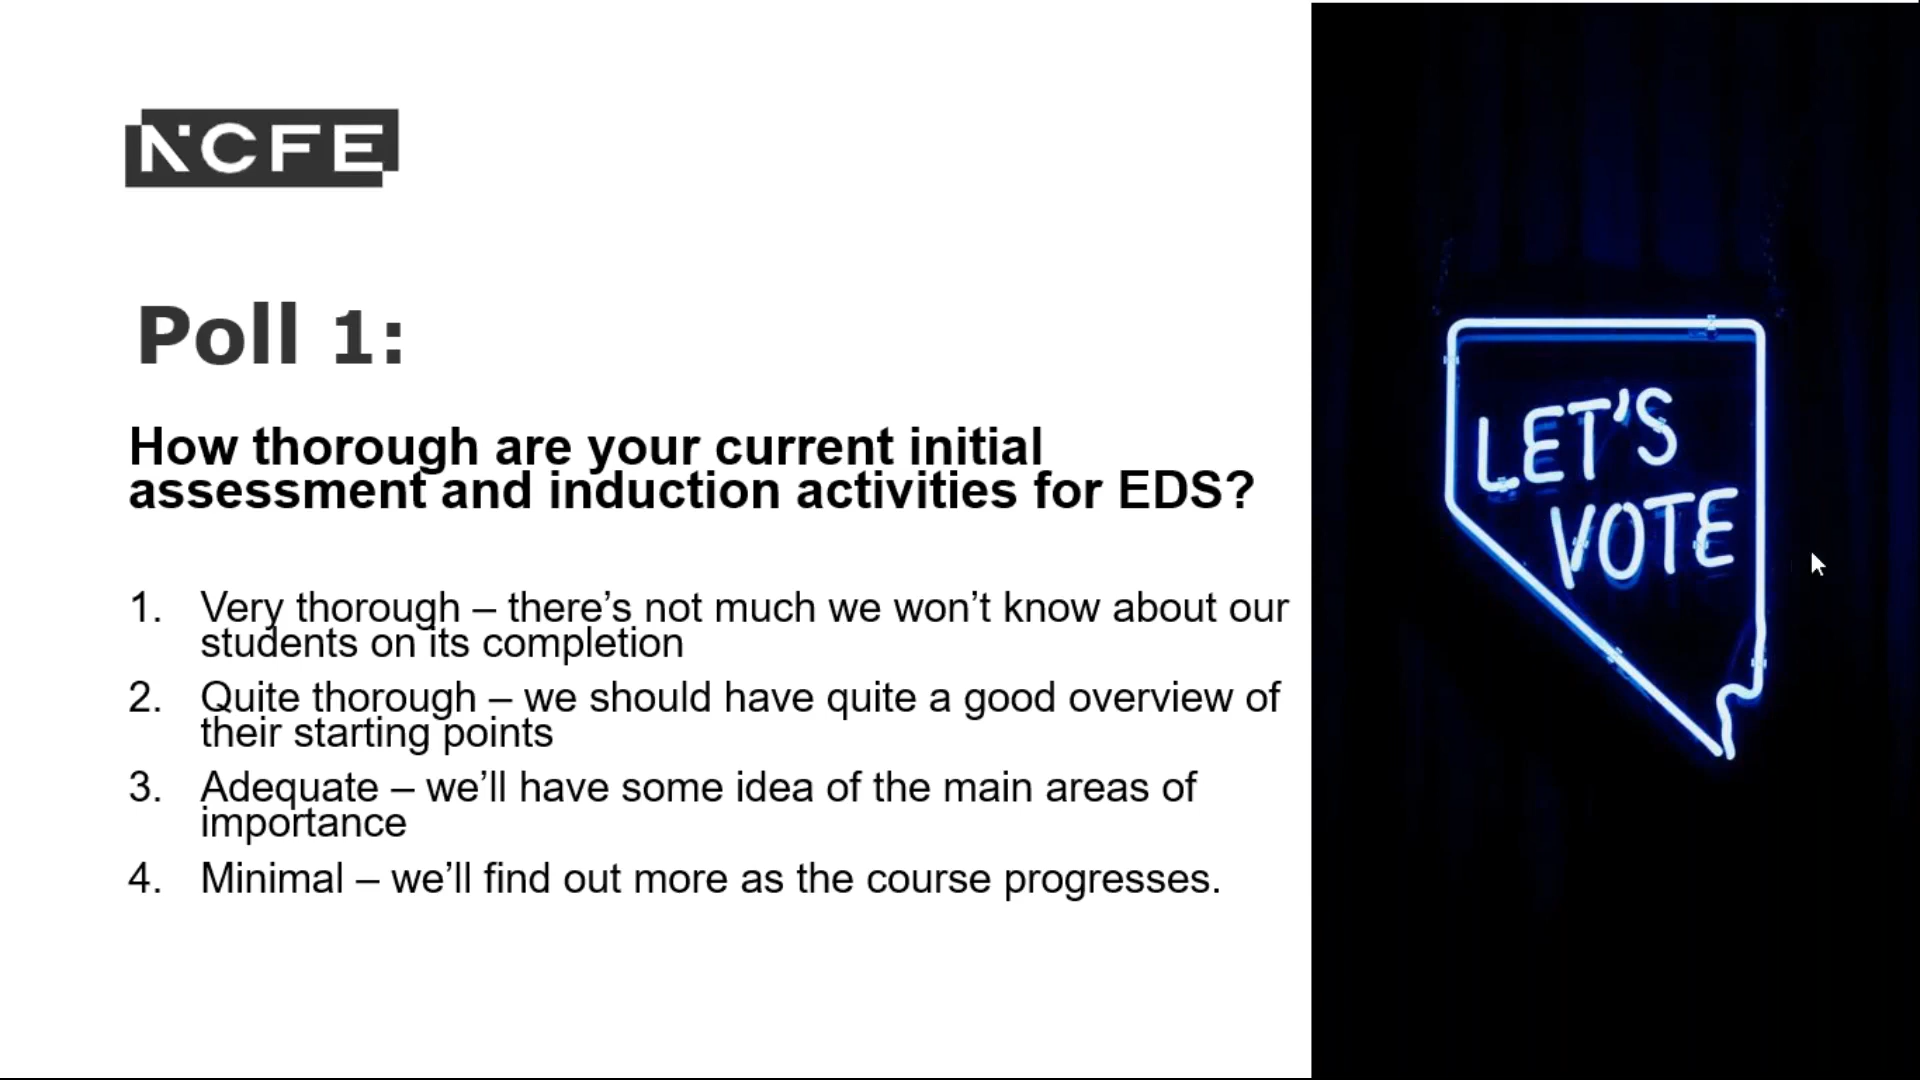 NCFE
Poll 1:
How thorough are your current initial
assessment and induction activities for EDS?
1. Very thorough – there’s not much we won’t know about our
students on its completion
2. Quite thorough – we should have quite a good overview of
their starting points
3. Adequate – we’ll have some idea of the main areas of
importance
4. Minimal – we’ll find out more as the course progresses.
LET'S
VOTE